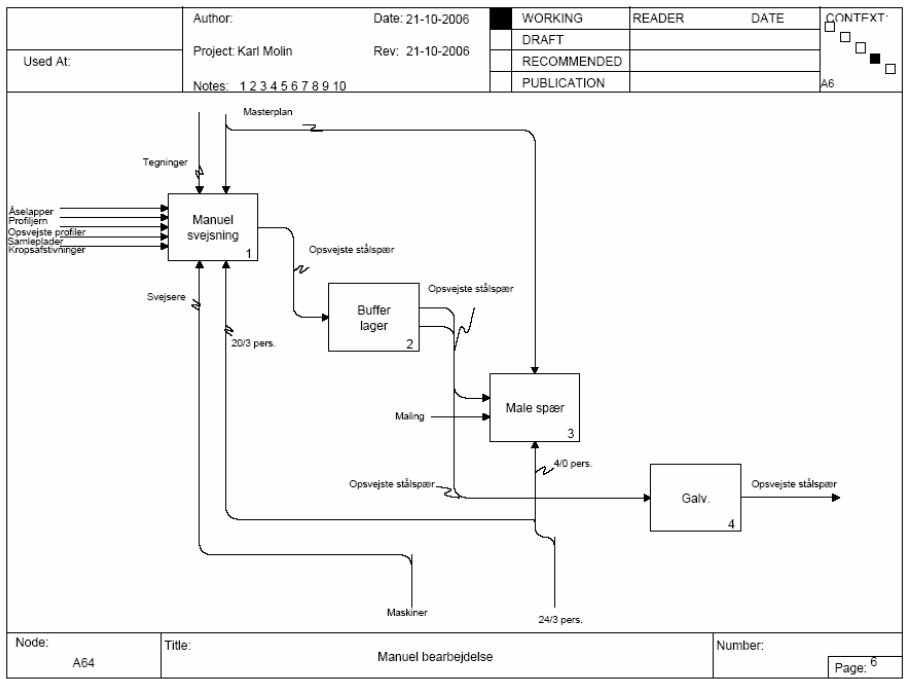 Used At:
Author:
Date: 21-10-2006
Project: Karl Molin
Rev: 21-10-2006
Notes: 1 2 3 4 5 6 7 8 9 10
WORKING
DRAFT
RECOMMENDED
PUBLICATION
READER
DATE
CONTEXT:
A6
Masterplan
Tegninger
Åselapper
Profiljern
Opsvejste profiler
Samleplader
Kropsafstivninger
Manuel
svejsning
1
Opsvejste stålspær
Svejsere
20/3 pers.
Buffer
lager
2
Opsvejste stålspær
Maling
Male spær
3
4/0 pers.
Opsvejste stålspær
Galv.
4
Opsvejste stålspær
Maskiner
24/3 pers.
Node:
A64
Title:
Manuel bearbejdelse
Number:
Page: 6